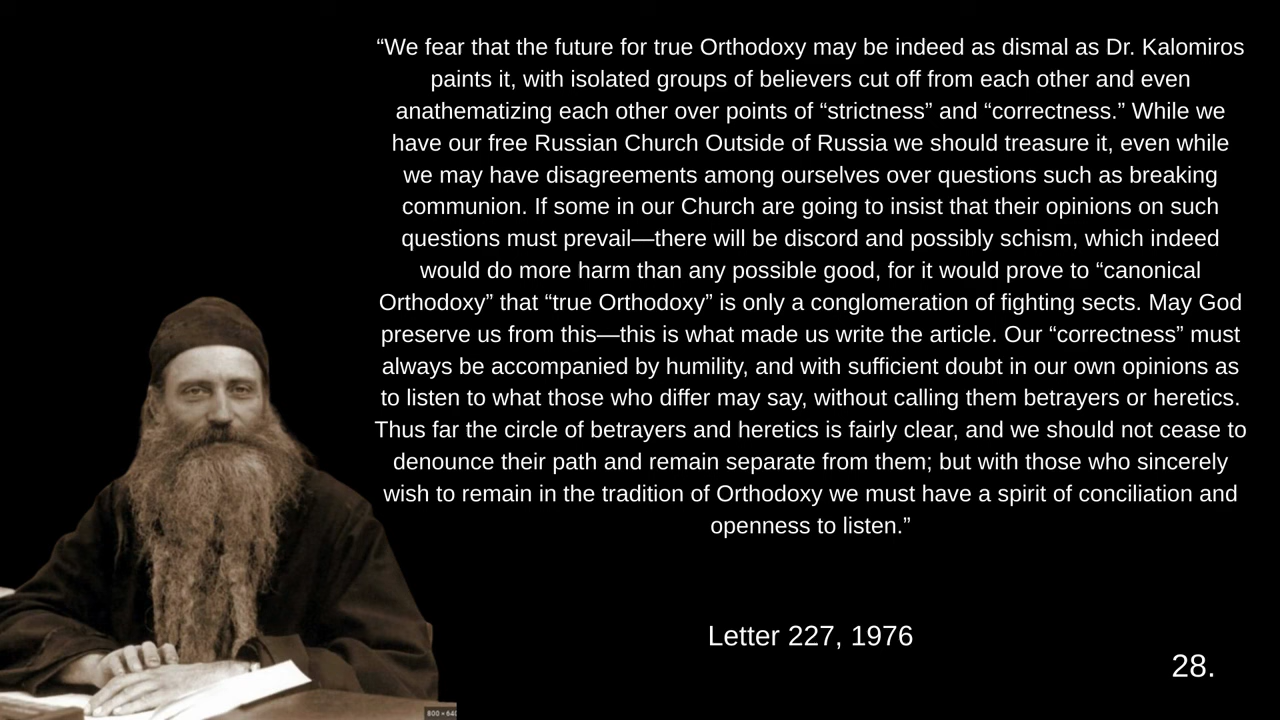 “We fear that the future for true Orthodoxy may be indeed as dismal as Dr. Kalomiros
paints it, with isolated groups of believers cut off from each other and even
anathematizing each other over points of “strictness” and “correctness.” While we
have our free Russian Church Outside of Russia we should treasure it, even while
we may have disagreements among ourselves over questions such as breaking
communion. If some in our Church are going to insist that their opinions on such
questions must prevail—there will be discord and possibly schism, which indeed
would do more harm than any possible good, for it would prove to “canonical
Orthodoxy” that “true Orthodoxy” is only a conglomeration of fighting sects. May God
preserve us from this—this is what made us write the article. Our “correctness” must
always be accompanied by humility, and with sufficient doubt in our own opinions as
to listen to what those who differ may say, without calling them betrayers or heretics.
Thus far the circle of betrayers and heretics is fairly clear, and we should not cease to
denounce their path and remain separate from them; but with those who sincerely
wish to remain in the tradition of Orthodoxy we must have a spirit of conciliation and
openness to listen.”
Letter 227, 1976
28.
800 × 640